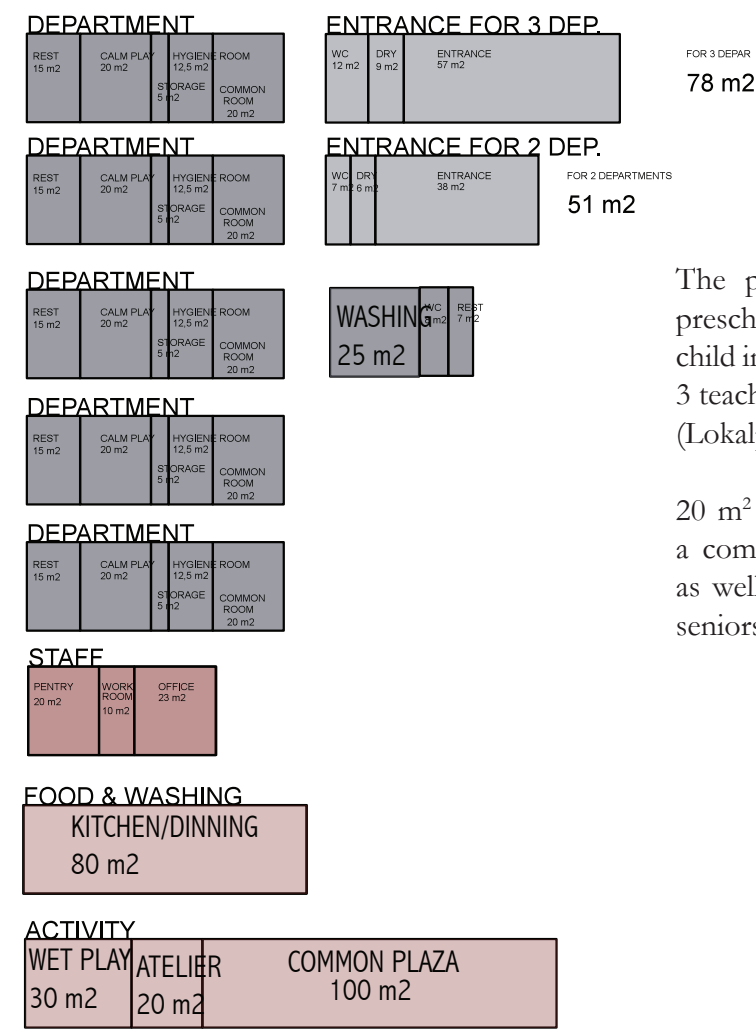 DEPARTMENT
REST
15 m2
CALM PLAY
20 m2
HYGIENE ROOM
12,5 m2
STORAGE
5 m2
COMMON
ROOM
20 m2
ENTRANCE FOR 3 DEP.
WC
12 m2
DRY
9 m2
ENTRANCE
57 m2
FOR 3 DEPAR
78 m2
DEPARTMENT
REST
15 m2
CALM PLAY
20 m2
HYGIENE ROOM
12,5 m2
STORAGE
5 m2
COMMON
ROOM
20 m2
ENTRANCE FOR 2 DEP.
WC
7 m2
DRY
6 m2
ENTRANCE
38 m2
FOR 2 DEPARTMENTS
51 m2
DEPARTMENT
REST
15 m2
CALM PLAY
20 m2
HYGIENE ROOM
12,5 m2
STORAGE
5 m2
COMMON
ROOM
20 m2
WASHING
25 m2
WC
m2
REST
7 m2
DEPARTMENT
REST
15 m2
CALM PLAY
20 m2
HYGIENE ROOM
12,5 m2
STORAGE
5 m2
COMMON
ROOM
20 m2
DEPARTMENT
REST
15 m2
CALM PLAY
20 m2
HYGIENE ROOM
12,5 m2
STORAGE
5 m2
COMMON
ROOM
20 m2
STAFF
PENTRY
20 m2
WORK
ROOM
10 m2
OFFICE
23 m2
FOOD & WASHING
KITCHEN/DINNING
80 m2
ACTIVITY
WET PLAY
30 m2
ATELIER
20 m2
COMMON PLAZA
100 m2
The p
presch
child in
3 teach
(Lokal
20 m²
a com
as well
seniors